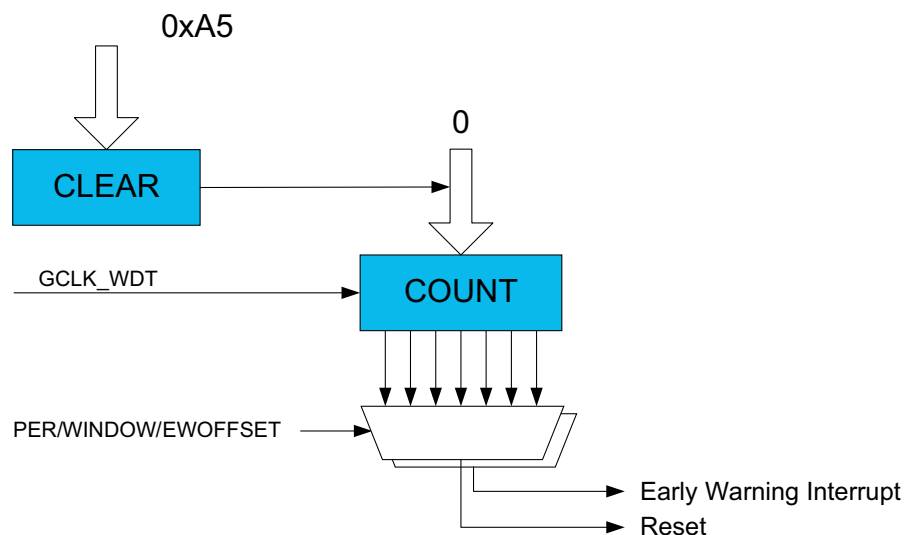 0xA5
0
CLEAR
GCLK_WDT
COUNT
PER/WINDOW/EWOFFSET
Early Warning Interrupt
Reset